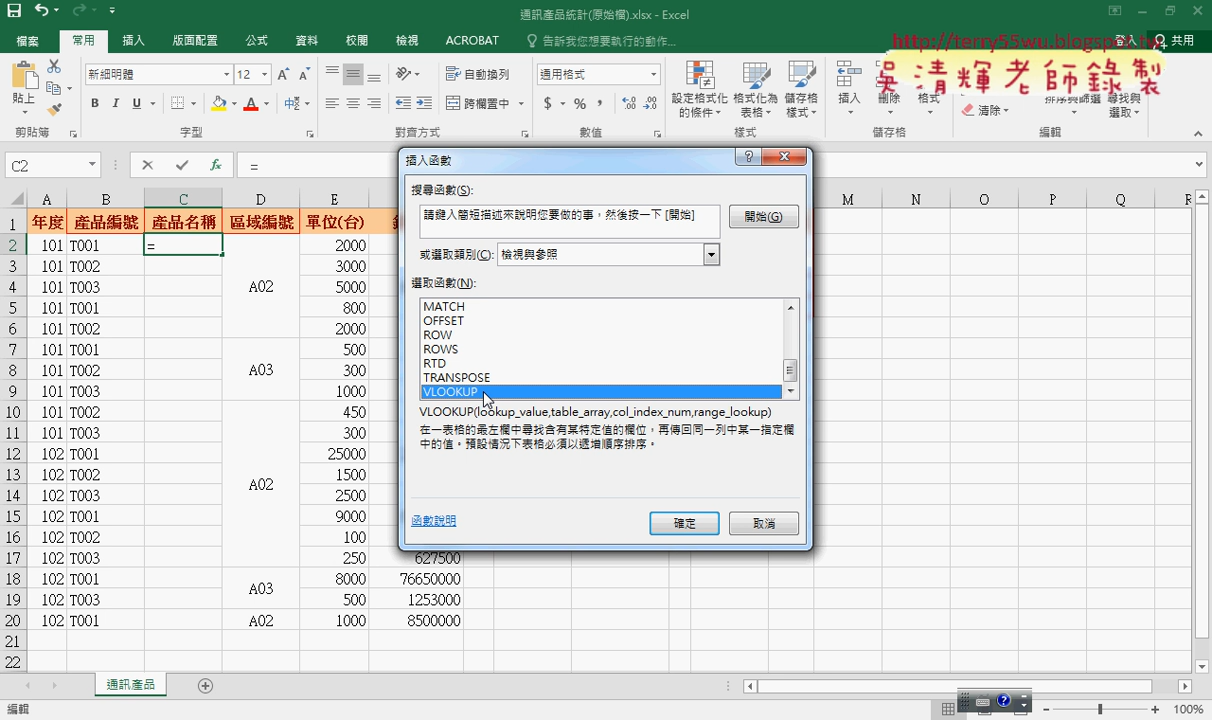 通訊產品統計(原始檔).xlsx - Excel
檔案 常用 插入 版面配置 公式 資料 校閱 檢視 ACROBAT 告訴我您想要執行的動作... 登入 共用
http://terry55wu.blogspot.tw
吳清輝老師錄製
貼上 新細明體 12 自動換列 通用格式 設定格式化的條件 格式化為表格 儲存格樣式 插入 刪除 格式 排序與篩選 尋找與選取
B I U 中 跨欄置中 $ % , 清除
剪貼簿 字型 對齊方式 數值 樣式 儲存格 編輯
C2 fx =
A B C D E M N O P Q R
1 年度 產品編號 產品名稱 區域編號 單位(台)
2 101 T001 = 2000
3 101 T002 3000
4 101 T003 A02 5000
5 101 T001 800
6 101 T002 2000
7 101 T001 500
8 101 T002 A03 300
9 101 T003 1000
10 101 T002 450
11 101 T003 300
12 102 T001 25000
13 102 T002 1500
14 102 T003 A02 2500
15 102 T001 9000
16 102 T002 100
17 102 T003 250 627500
18 102 T001 A03 8000 76650000
19 102 T003 500 1253000
20 102 T001 A02 1000 8500000
21
22
插入函數
搜尋函數(S):
請鍵入簡短描述來說明您要做的事，然後按一下 [開始]
開始(G)
或選取類別(C): 檢視與參照
選取函數(N):
MATCH
OFFSET
ROW
ROWS
RTD
TRANSPOSE
VLOOKUP
VLOOKUP(lookup_value,table_array,col_index_num,range_lookup)
在一表格的最左欄中尋找含有某特定值的欄位，再傳回同一列中某一指定欄
中的值。預設情況下表格必須以遞增順序排序。
函數說明 確定 取消
通訊產品
編輯 100%